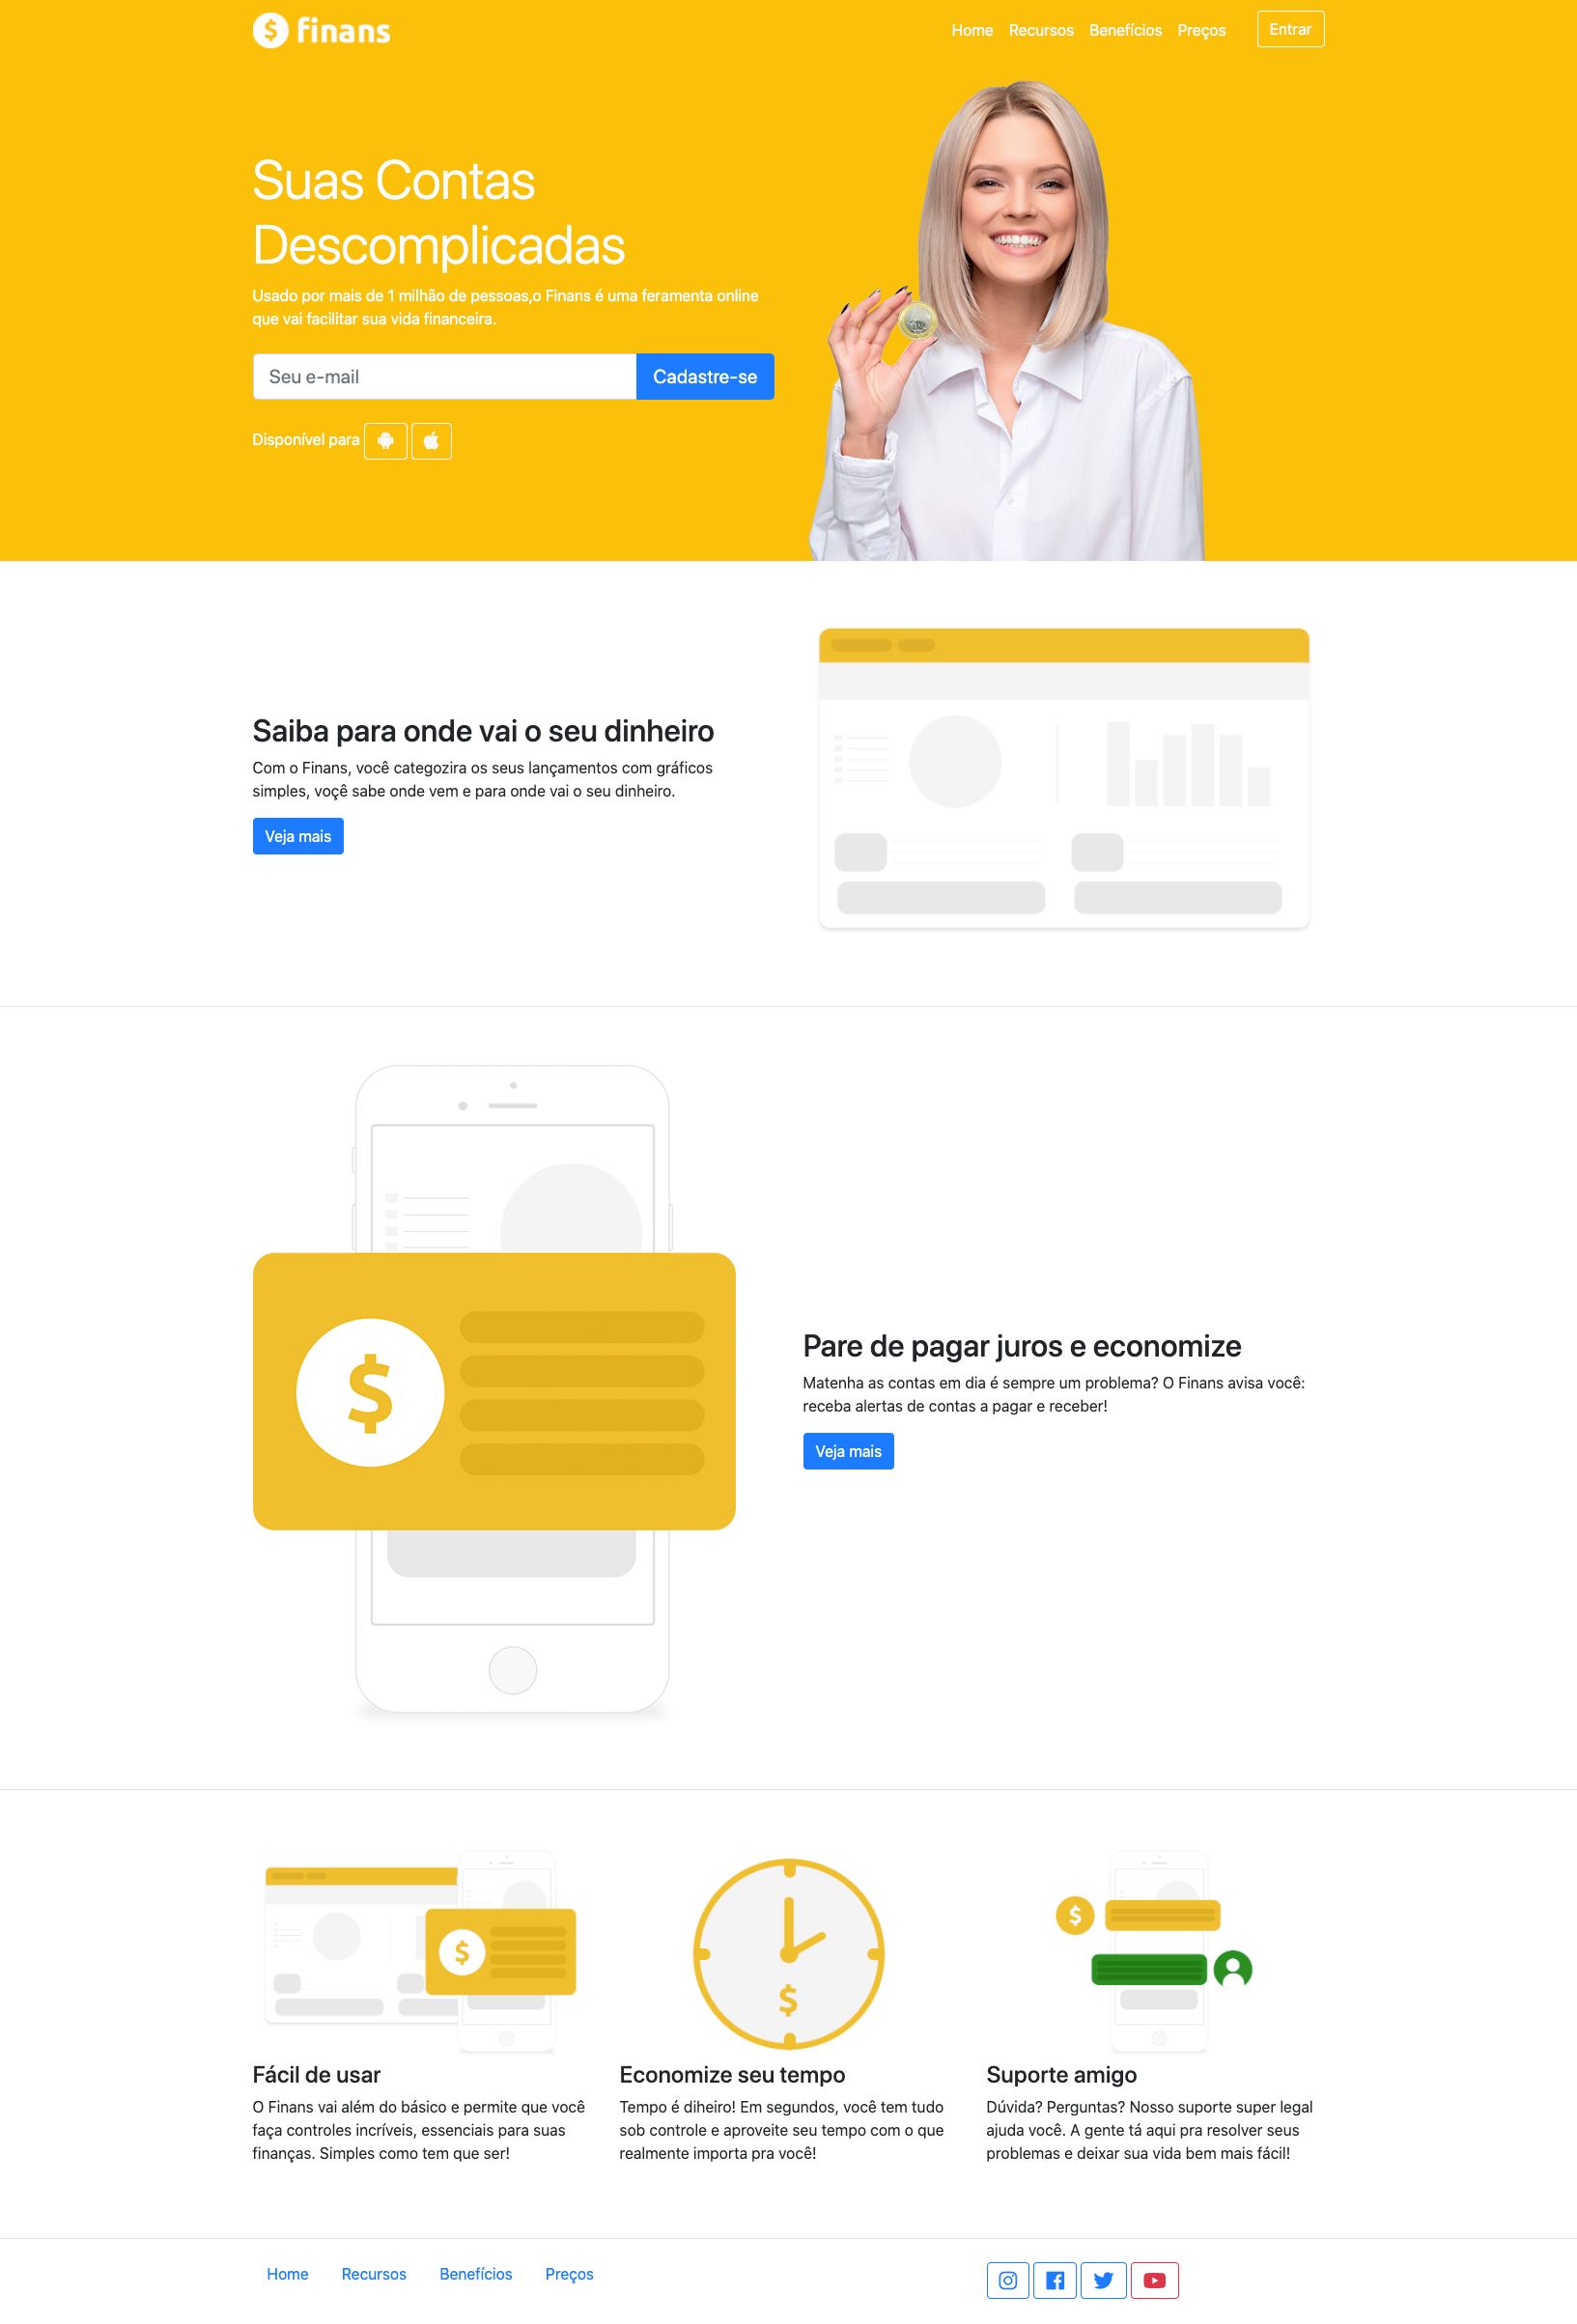 finans
Home Recursos Benefícios Preços Entrar
Suas Contas
Descomplicadas
Usado por mais de 1 milhão de pessoas,o Finans é uma feramenta online
que vai facilitar sua vida financeira.
Seu e-mail Cadastre-se
Disponível para
Saiba para onde vai o seu dinheiro
Com o Finans, você categozira os seus lançamentos com gráficos
simples, voçê sabe onde vem e para onde vai o seu dinheiro.
Veja mais
$
Pare de pagar juros e economize
Matenha as contas em dia é sempre um problema? O Finans avisa você:
receba alertas de contas a pagar e receber!
Veja mais
$
$
$
Fácil de usar
O Finans vai além do básico e permite que você
faça controles incríveis, essenciais para suas
finanças. Simples como tem que ser!
Economize seu tempo
Tempo é diheiro! Em segundos, você tem tudo
sob controle e aproveite seu tempo com o que
realmente importa pra você!
Suporte amigo
Dúvida? Perguntas? Nosso suporte super legal
ajuda você. A gente tá aqui pra resolver seus
problemas e deixar sua vida bem mais fácil!
Home Recursos Benefícios Preços